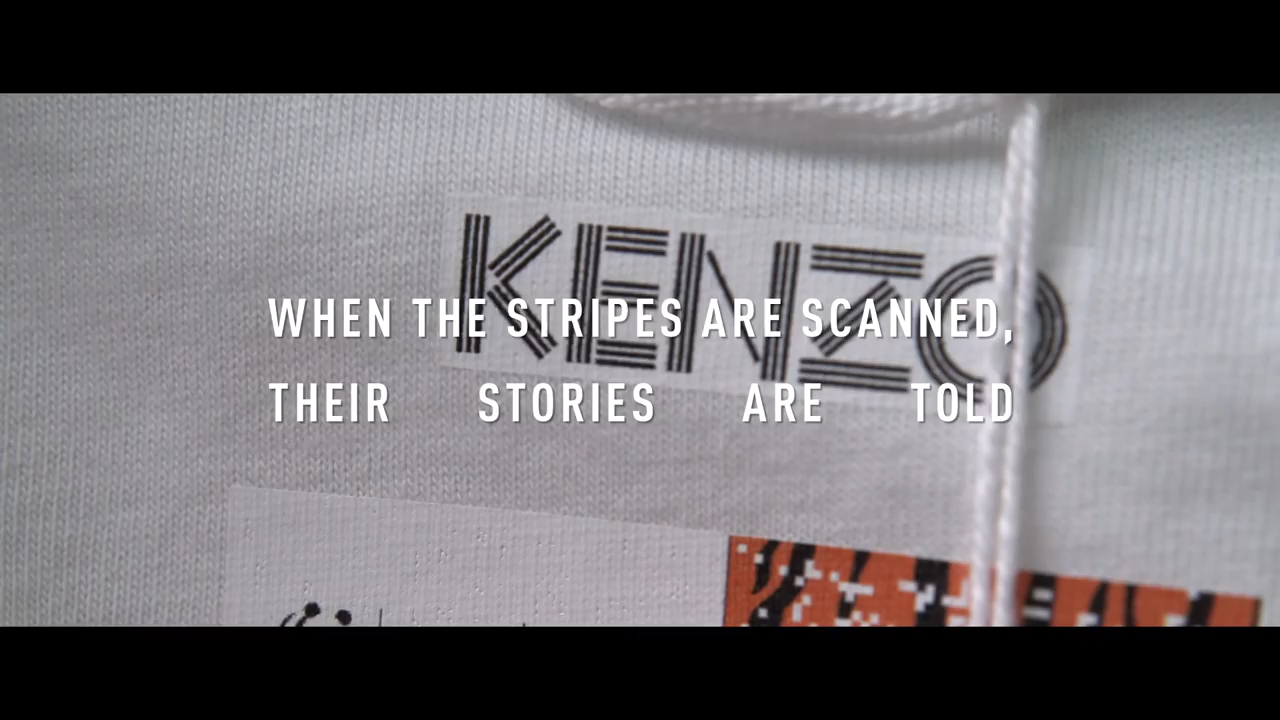 KENZO
WHEN THE STRIPES ARE SCANNED,
THEIR STORIES ARE TOLD